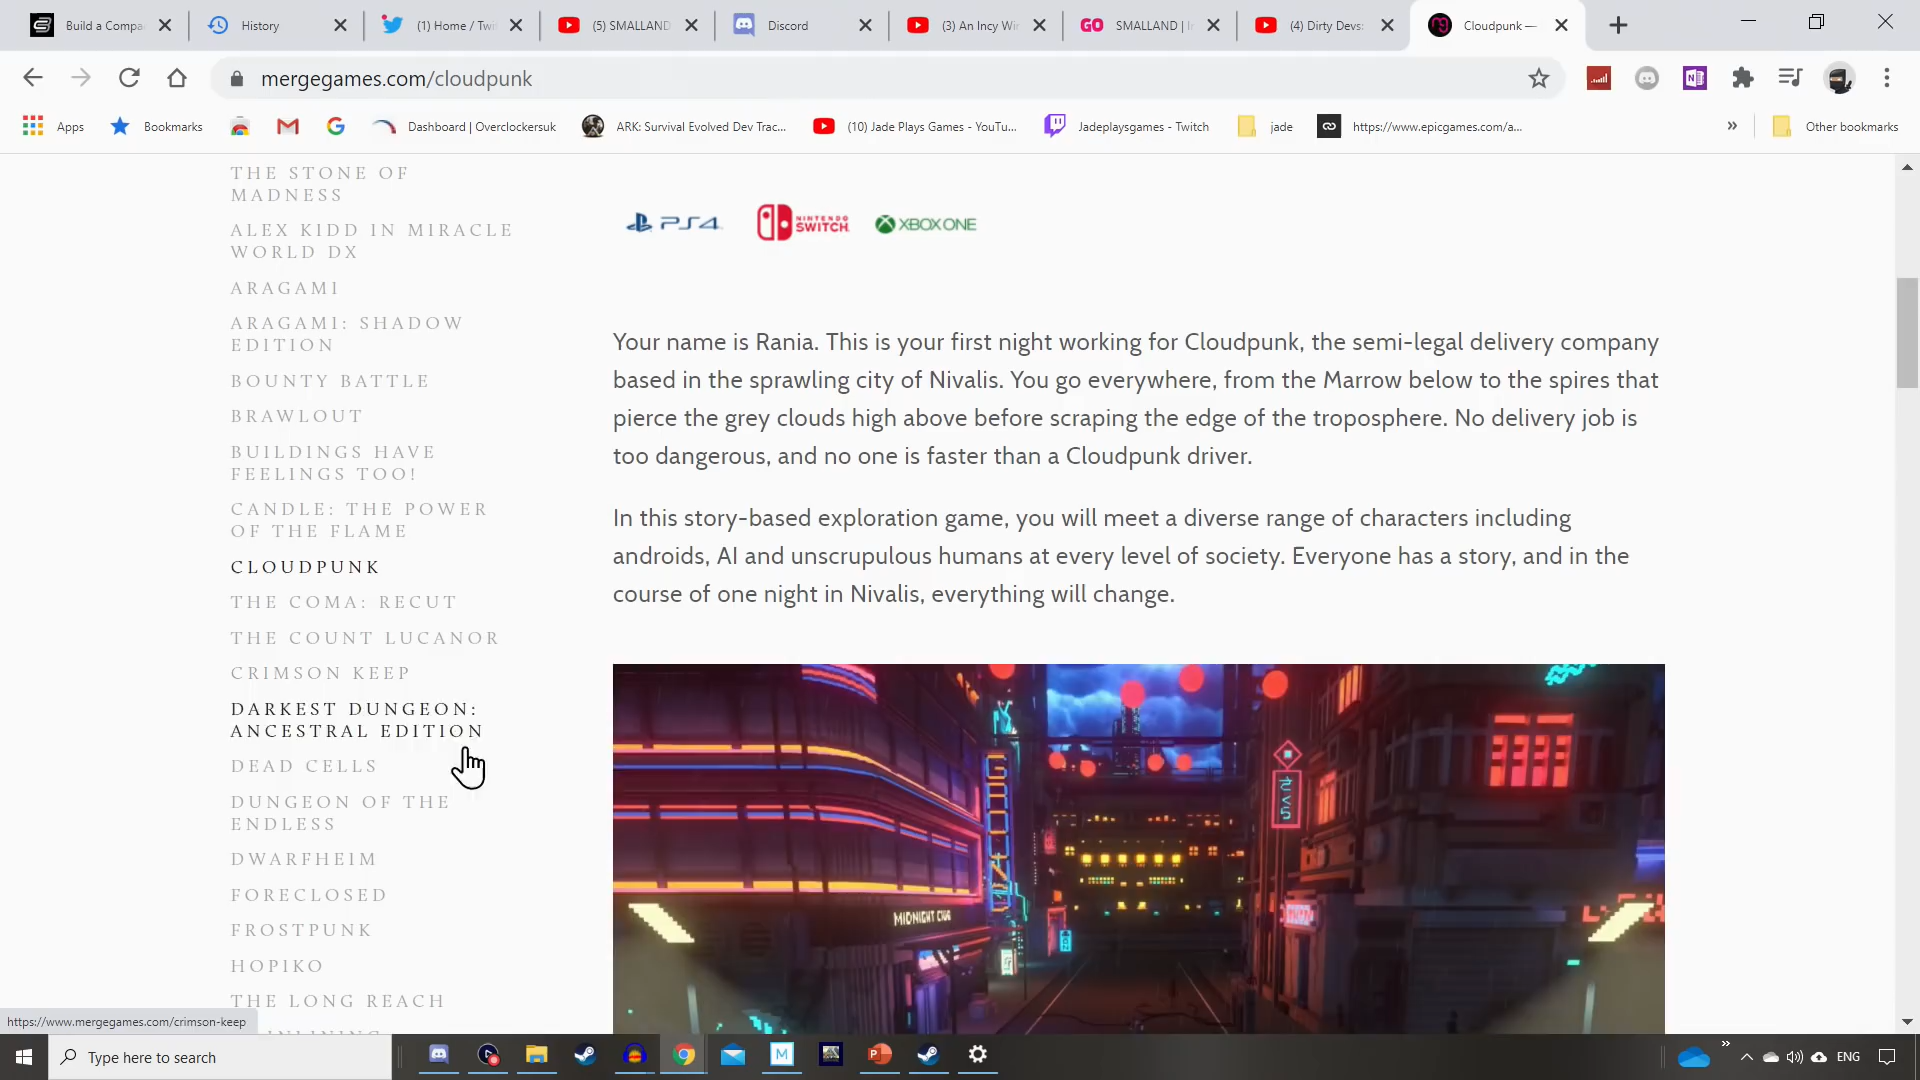 Build a Compa
History
(1) Home / Twi
(5) SMALLAND
Discord
(3) An Incy Wir
GO SMALLAND | In
(4) Dirty Devs:
Cloudpunk —
mergegames.com/cloudpunk
Apps
Bookmarks
Dashboard | Overclockersuk
ARK: Survival Evolved Dev Trac...
(10) Jade Plays Games - YouTu...
Jadeplaysgames - Twitch
jade
https://www.epicgames.com/a...
»
Other bookmarks
THE STONE OF
MADNESS
ALEX KIDD IN MIRACLE
WORLD DX
ARAGAMI
ARAGAMI: SHADOW
EDITION
BOUNTY BATTLE
BRAWLOUT
BUILDINGS HAVE
FEELINGS TOO!
CANDLE: THE POWER
OF THE FLAME
CLOUDPUNK
THE COMA: RECUT
THE COUNT LUCANOR
CRIMSON KEEP
DARKEST DUNGEON:
ANCESTRAL EDITION
DEAD CELLS
DUNGEON OF THE
ENDLESS
DWARFHEIM
FORECLOSED
FROSTPUNK
HOPIKO
THE LONG REACH
PS4
NINTENDO
SWITCH
XBOX ONE
Your name is Rania. This is your first night working for Cloudpunk, the semi-legal delivery company
based in the sprawling city of Nivalis. You go everywhere, from the Marrow below to the spires that
pierce the grey clouds high above before scraping the edge of the troposphere. No delivery job is
too dangerous, and no one is faster than a Cloudpunk driver.
In this story-based exploration game, you will meet a diverse range of characters including
androids, AI and unscrupulous humans at every level of society. Everyone has a story, and in the
course of one night in Nivalis, everything will change.
MIDNIGHT CLUB
https://www.mergegames.com/crimson-keep
Type here to search
ENG